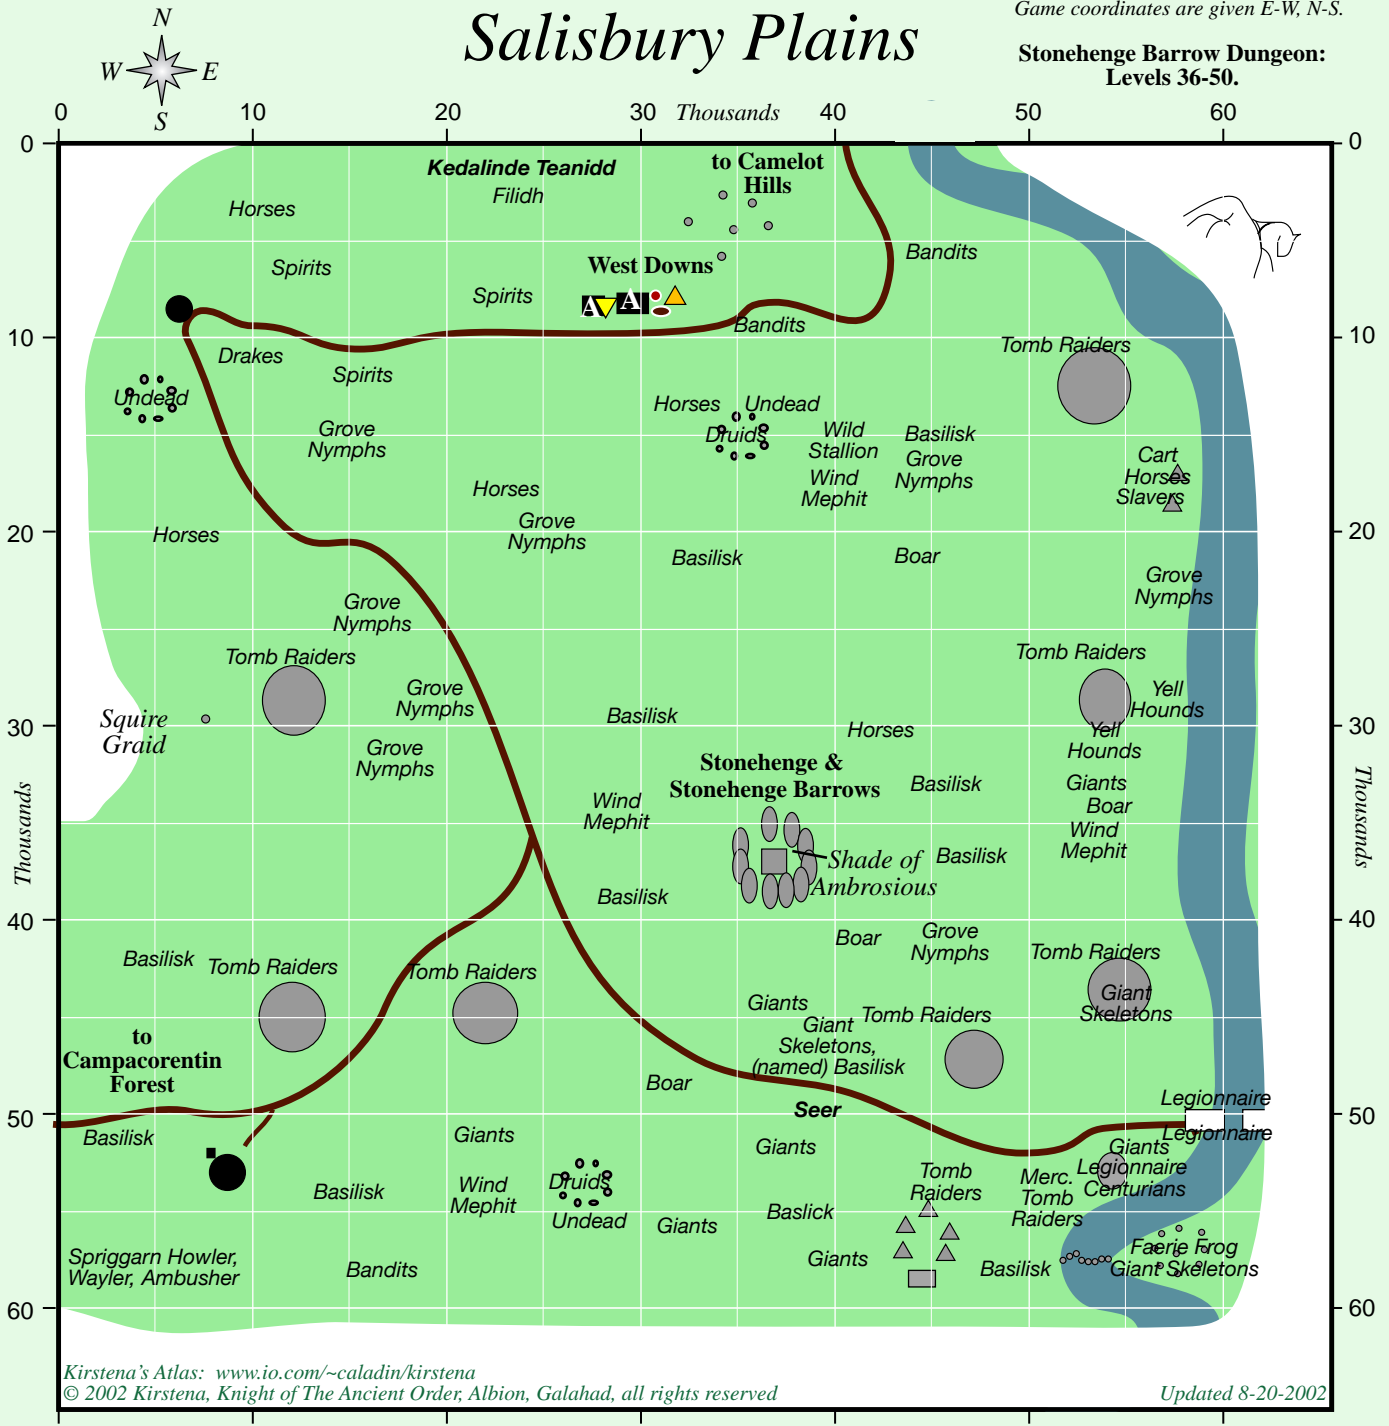 Salisbury Plains
Game coordinates are given E-W, N-S.
Stonehenge Barrow Dungeon:
Levels 36-50.
N
W E
S
0 10 20 30 Thousands 40 50 60
0 0
Kedalinde Teanidd
Filidh
to Camelot
Hills
Horses
Bandits
Spirits
West Downs
Spirits
A A
Bandits
10 10
Drakes
Tomb Raiders
Spirits
Undead
Horses Undead
Druids
Grove
Nymphs
Wild
Stallion
Basilisk
Grove
Nymphs
Wind
Mephit
Cart
Horses
Slavers
Horses
Grove
Nymphs
20 20
Horses
Basilisk
Boar
Grove
Nymphs
Grove
Nymphs
Tomb Raiders
Tomb Raiders
Grove
Nymphs
Yell
Hounds
Squire
Graid
Basilisk
30 30
Horses
Yell
Hounds
Grove
Nymphs
Stonehenge &
Stonehenge Barrows
Basilisk
Giants
Boar
Wind
Mephit
Wind
Mephit
Thousands
Thousands
Shade of
Ambrosious
Basilisk
Basilisk
40 40
Boar
Grove
Nymphs
Basilisk
Tomb Raiders
Tomb Raiders
Tomb Raiders
Giants
Giant
Skeletons
Tomb Raiders
Giant
Skeletons,
(named) Basilisk
to
Campacorentin
Forest
Boar
Seer
Legionnaire
50 50
Basilisk
Giants
Legionnaire
Giants
Giants
Legionnaire
Centurians
Tomb
Raiders
Merc.
Tomb
Raiders
Druids
Undead
Basilisk
Wind
Mephit
Baslick
Giants
Spriggarn Howler,
Wayler, Ambusher
Bandits
Giants
Basilisk
Faerie Frog
Giant Skeletons
60 60
Kirstena's Atlas: www.io.com/~caladin/kirstena
© 2002 Kirstena, Knight of The Ancient Order, Albion, Galahad, all rights reserved
Updated 8-20-2002